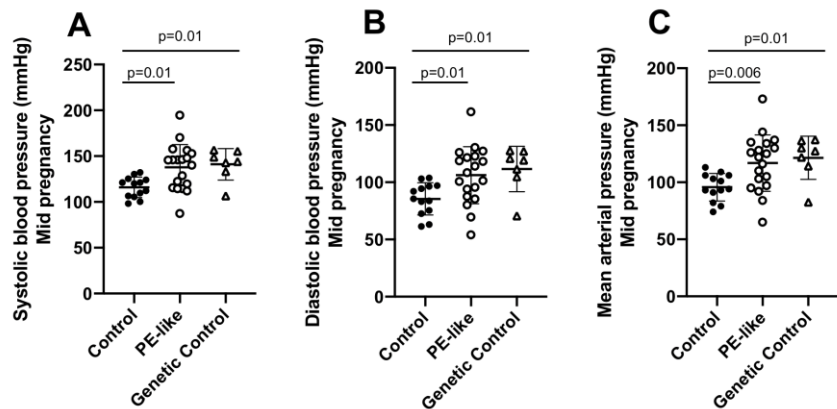 A
Systolic blood pressure (mmHg)
Mid pregnancy
p=0.01
p=0.01
250
200
150
100
50
0
Control
PE-like
Genetic Control
B
Diastolic blood pressure (mmHg)
Mid pregnancy
p=0.01
p=0.01
200
150
100
50
0
Control
PE-like
Genetic Control
C
Mean arterial pressure (mmHg)
Mid pregnancy
p=0.01
p=0.006
200
150
100
50
0
Control
PE-like
Genetic Control